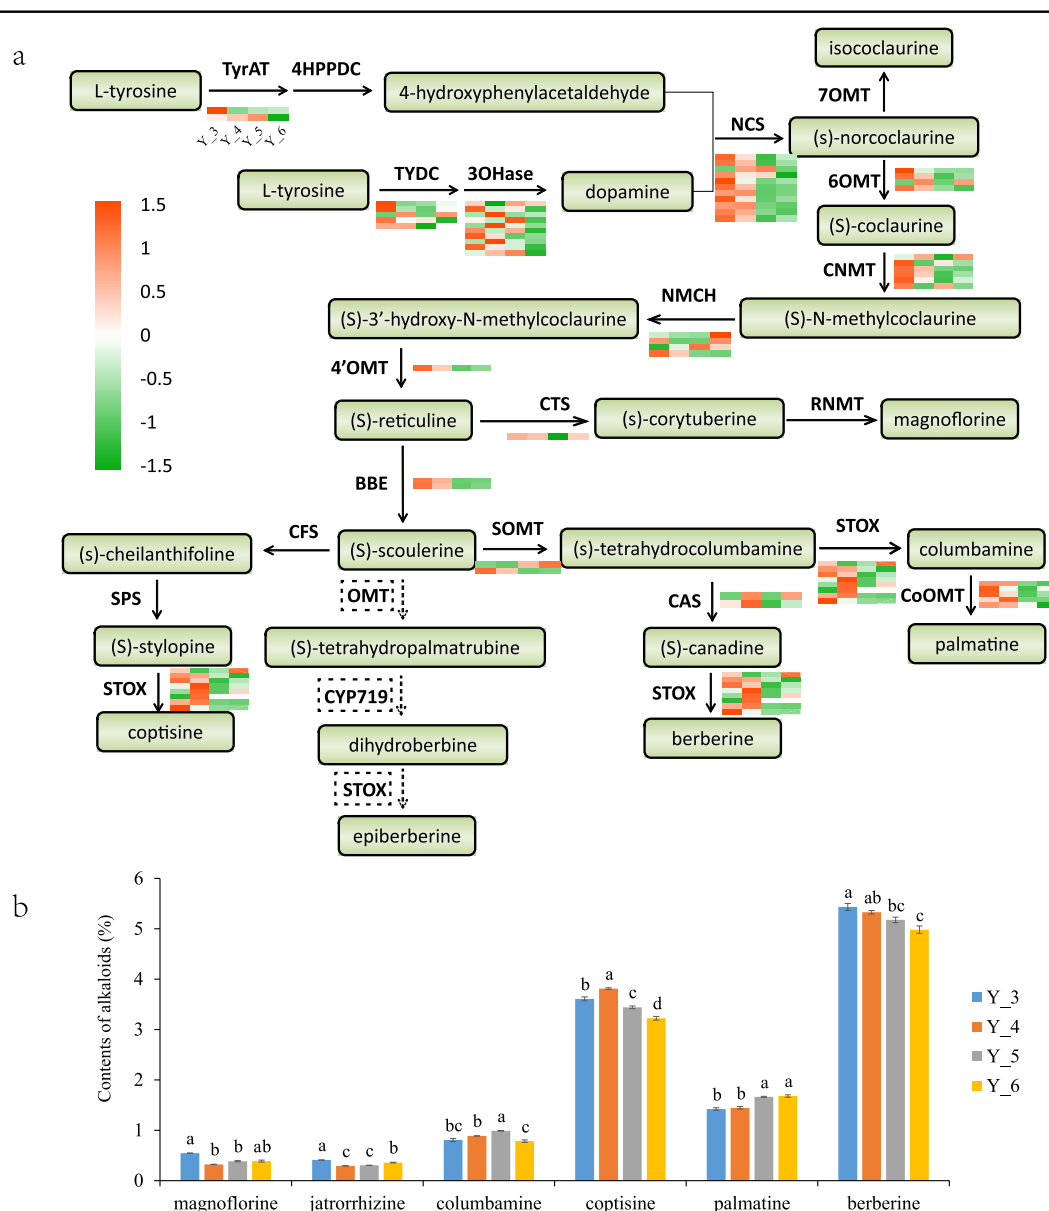 a
isococlaurine
TyrAT
4HPPDC
L-tyrosine
4-hydroxyphenylacetaldehyde
7OMT
NCS
(s)-norcoclaurine
Y_3
Y_4
Y_5
Y_6
TYDC
3OHase
6OMT
L-tyrosine
dopamine
1.5
1
0.5
0
-0.5
-1
-1.5
(S)-coclaurine
CNMT
NMCH
(S)-3’-hydroxy-N-methylcoclaurine
(S)-N-methylcoclaurine
4’OMT
CTS
RNMT
(S)-reticuline
(s)-corytuberine
magnoflorine
BBE
CFS
SOMT
STOX
(s)-cheilanthifoline
(S)-scoulerine
(s)-tetrahydrocolumbamine
columbamine
SPS
OMT
CAS
CoOMT
(S)-stylopine
(S)-tetrahydropalmatrubine
(S)-canadine
palmatine
STOX
CYP719
STOX
coptisine
dihydroberbine
berberine
STOX
epiberberine
b
Contents of alkaloids (%)
6
5
4
3
2
1
0
a b b ab
a c c b
bc b a c
b a c d
b b a a
a ab bc c
magnoflorine
jatrorrhizine
columbamine
coptisine
palmatine
berberine
Y_3
Y_4
Y_5
Y_6